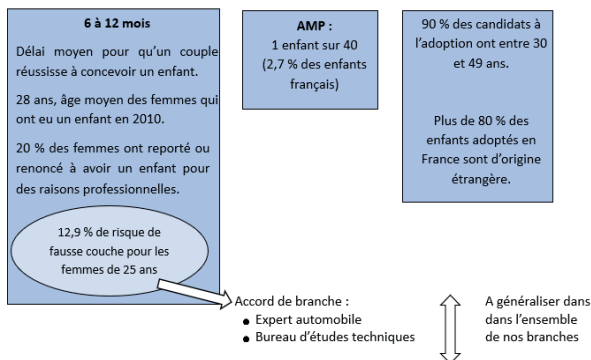 6 à 12 mois
Délai moyen pour qu'un couple
réussisse à concevoir un enfant.
28 ans, âge moyen des femmes qui
ont eu un enfant en 2010.
20 % des femmes ont reporté ou
renoncé à avoir un enfant pour
des raisons professionnelles.
12,9 % de risque de
fausse couche pour les
femmes de 25 ans
AMP :
1 enfant sur 40
(2,7 % des enfants
français)
90 % des candidats à
l'adoption ont entre 30
et 49 ans.
Plus de 80 % des
enfants adoptés en
France sont d'origine
étrangère.
Accord de branche :
• Expert automobile
• Bureau d'études techniques
A généraliser dans
dans l'ensemble
de nos branches